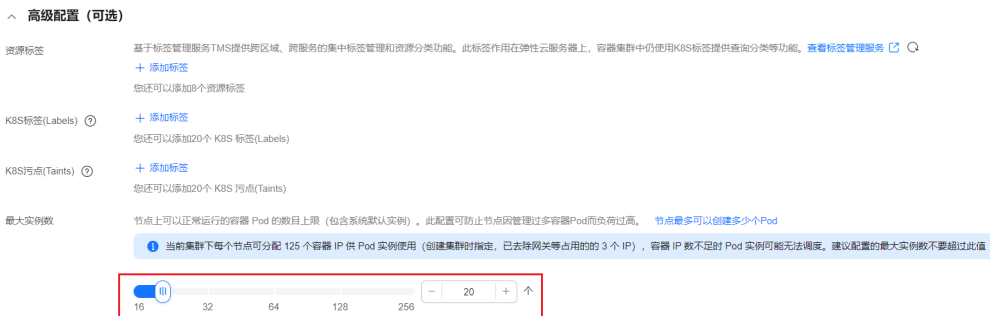 高级配置（可选）
资源标签
基于标签管理服务TMS提供跨区域、跨服务的集中标签管理和资源分类功能。此标签作用在弹性云服务器上，容器集群中仍使用K8S标签提供查询分类等功能。查看标签管理服务
+ 添加标签
您还可以添加8个资源标签
K8S标签(Labels) ?
+ 添加标签
您还可以添加20个 K8S 标签(Labels)
K8S污点(Taints) ?
+ 添加标签
您还可以添加20个 K8S 污点(Taints)
最大实例数
节点上可以正常运行的容器 Pod 的数目上限（包含系统默认实例）。此配置可防止节点因管理过多容器Pod而负荷过高。 节点最多可以创建多少个Pod
当前集群下每个节点可分配 125 个容器 IP 供 Pod 实例使用（创建集群时指定，已去除网关等占用的的 3 个 IP），容器 IP 数不足时 Pod 实例可能无法调度。建议配置的最大实例数不要超过此值
− 20 + 个
16 32 64 128 256